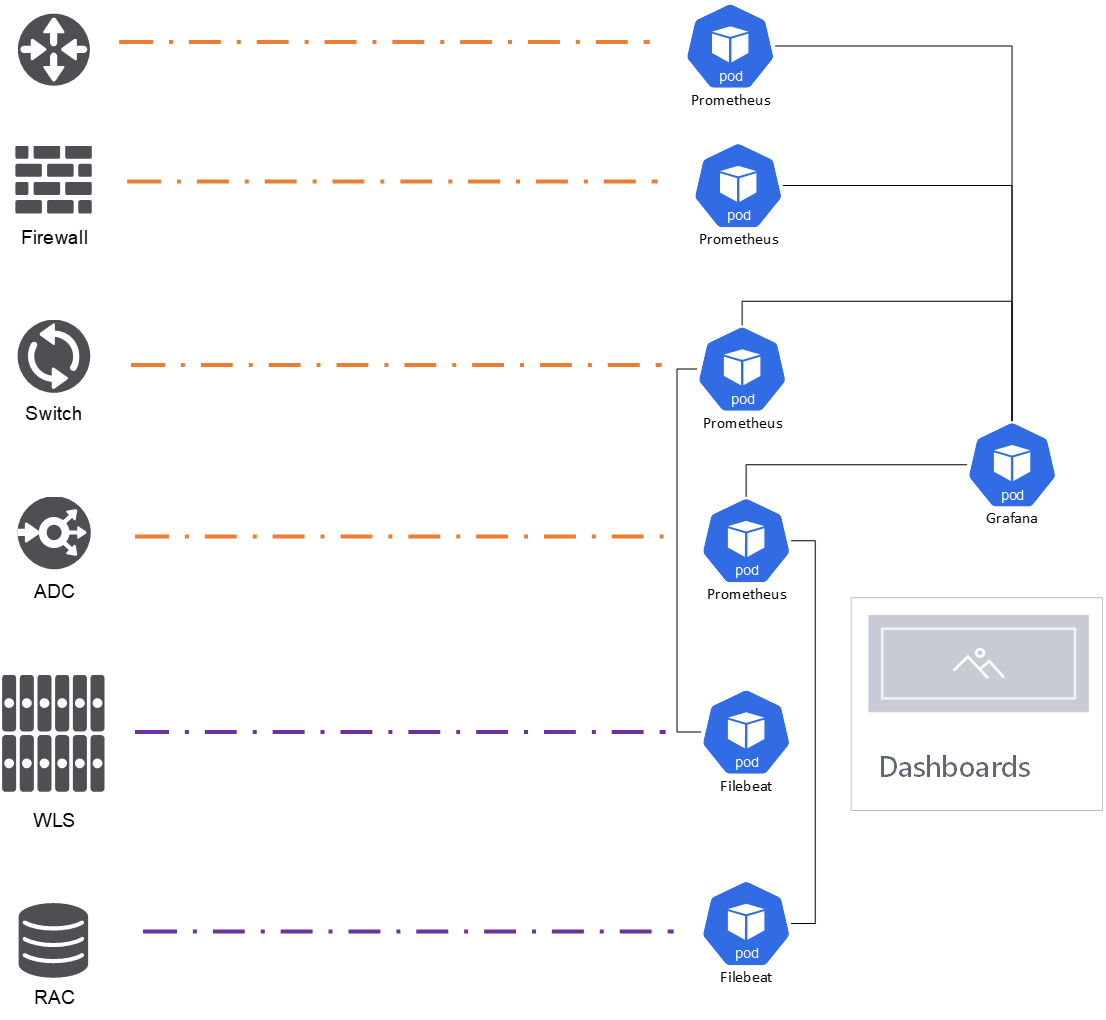 pod
Prometheus
pod
Firewall
Prometheus
pod
Switch
Prometheus
pod
Grafana
pod
ADC
Prometheus
Dashboards
pod
Filebeat
WLS
pod
Filebeat
RAC